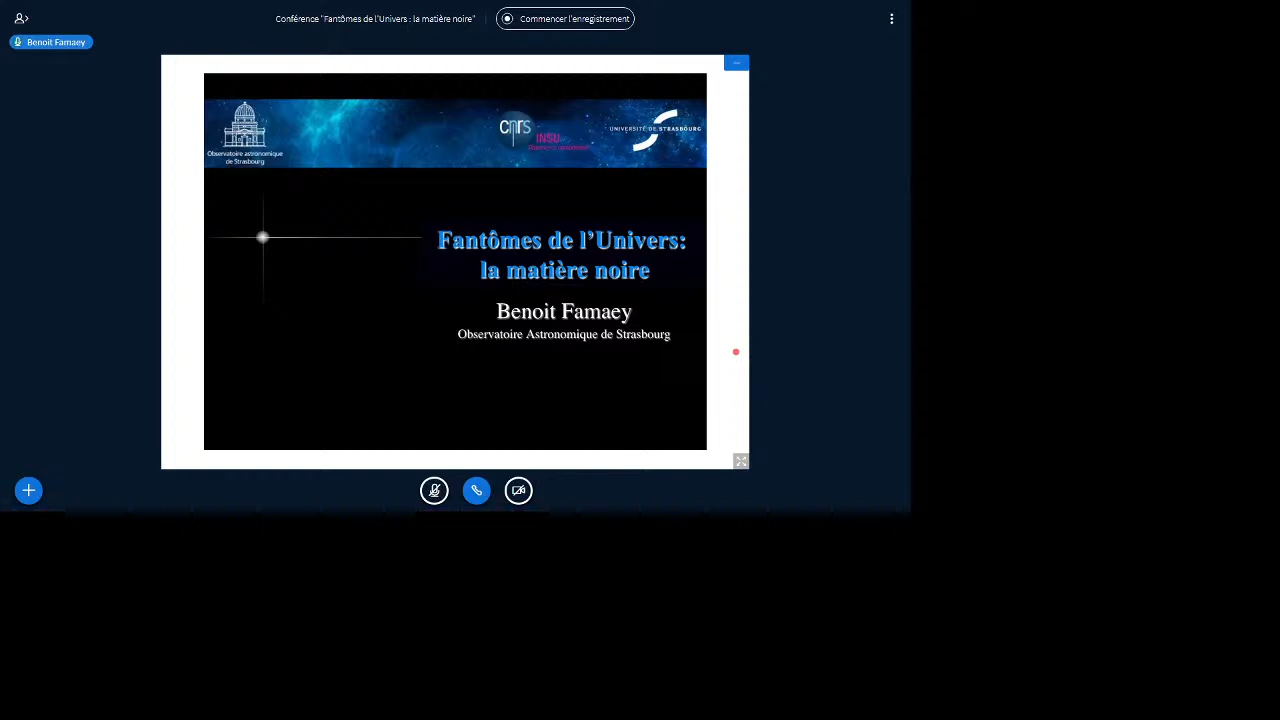 Conférence "Fantômes de l'Univers : la matière noire"
Commencer l'enregistrement
Benoit Famaey
Observatoire astronomique
de Strasbourg
cnrs
INSU
UNIVERSITÉ DE STRASBOURG
Fantômes de l’Univers:
la matière noire
Benoit Famaey
Observatoire Astronomique de Strasbourg